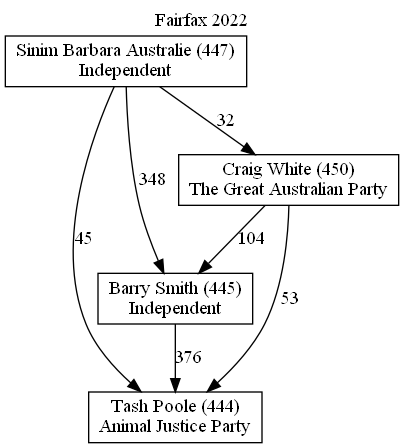 Fairfax 2022
Sinim Barbara Australie (447)
Independent
32
Craig White (450)
The Great Australian Party
348
45
104
Barry Smith (445)
Independent
53
376
Tash Poole (444)
Animal Justice Party